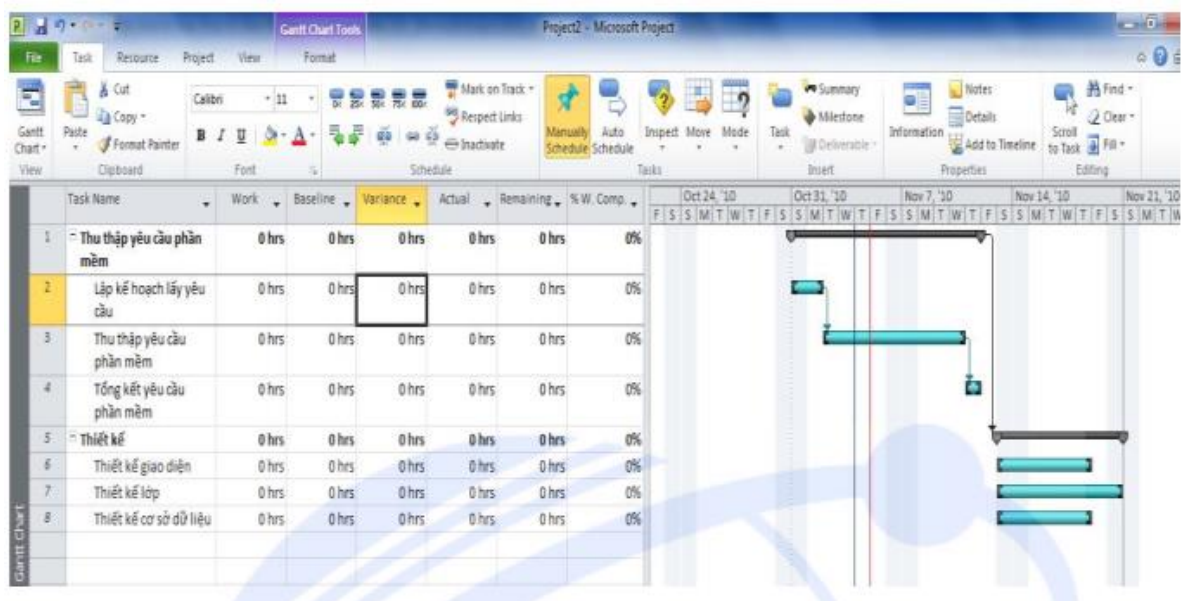 Gantt Chart Tools
Project2 - Microsoft Project
File Task Resource Project View Format
Cut
Copy
Format Painter
Paste
Gantt Chart
Calibri 11
B I U A
0% 25% 50% 75% 100%
Mark on Track
Respect Links
Inactivate
Manually Schedule
Auto Schedule
Inspect Move Mode
Task
Summary
Milestone
Deliverable
Information
Notes
Details
Add to Timeline
Scroll to Task
Find
Clear
Fill
View Clipboard Font Schedule Tasks Insert Properties Editing
Task Name Work Baseline Variance Actual Remaining % W. Comp.
Oct 24, '10 Oct 31, '10 Nov 7, '10 Nov 14, '10 Nov 21, '10
F S S M T W T F S S M T W T F S S M T W T F S S M T W T F S S M T W
1 Thu thập yêu cầu phần mềm 0 hrs 0 hrs 0 hrs 0 hrs 0 hrs 0%
2 Lập kế hoạch lấy yêu cầu 0 hrs 0 hrs 0 hrs 0 hrs 0 hrs 0%
3 Thu thập yêu cầu phần mềm 0 hrs 0 hrs 0 hrs 0 hrs 0 hrs 0%
4 Tổng kết yêu cầu phần mềm 0 hrs 0 hrs 0 hrs 0 hrs 0 hrs 0%
5 Thiết kế 0 hrs 0 hrs 0 hrs 0 hrs 0 hrs 0%
6 Thiết kế giao diện 0 hrs 0 hrs 0 hrs 0 hrs 0 hrs 0%
7 Thiết kế lớp 0 hrs 0 hrs 0 hrs 0 hrs 0 hrs 0%
8 Thiết kế cơ sở dữ liệu 0 hrs 0 hrs 0 hrs 0 hrs 0 hrs 0%
Gantt Chart